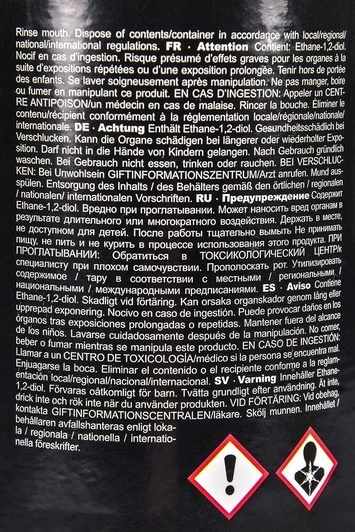 Rinse mouth. Dispose of contents/container in accordance with local/regional/
national/international regulations. FR · Attention Contient: Ethane-1,2-diol.
Nocif en cas d'ingestion. Risque présumé d'effets graves pour les organes à la
suite d'expositions répétées ou d'une exposition prolongée. Tenir hors de portée
des enfants. Se laver soigneusement après manipulation. Ne pas manger, boire
ou fumer en manipulant ce produit. EN CAS D'INGESTION: Appeler un CENT-
RE ANTIPOISON/un médecin en cas de malaise. Rincer la bouche. Éliminer le
contenu/récipient conformément à la réglementation locale/régionale/nationale/
internationale. DE · Achtung Enthält Ethane-1,2-diol. Gesundheitsschädlich bei
Verschlucken. Kann die Organe schädigen bei längerer oder wiederholter Expo-
sition. Darf nicht in die Hände von Kindern gelangen. Nach Gebrauch gründlich
waschen. Bei Gebrauch nicht essen, trinken oder rauchen. BEI VERSCHLUC-
KEN: Bei Unwohlsein GIFTINFORMATIONSZENTRUM/Arzt anrufen. Mund aus-
spülen. Entsorgung des Inhalts / des Behälters gemäß den örtlichen / regionalen
/ nationalen/ internationalen Vorschriften. RU · Предупреждение Содержит
Ethane-1,2-diol. Вредно при проглатывании. Может наносить вред органам в
результате длительного или многократного воздействия. Держать в месте,
не доступном для детей. После работы тщательно вымыть Не принимать
пищу, не пить и не курить в процессе использования этого продукта. ПРИ
ПРОГЛАТЫВАНИИ: Обратиться в ТОКСИКОЛОГИЧЕСКИЙ ЦЕНТР/к
специалисту при плохом самочувствии. Прополоскать рот. Утилизировать
содержимое / тару в соответствии с местными / региональными /
национальными / международными предписаниями. ES · Aviso Contiene
Ethane-1,2-diol. Skadligt vid förtäring. Kan orsaka organskador genom lång eller
upprepad exponering. Nocivo en caso de ingestión. Puede provocar daños en los
órganos tras exposiciones prolongadas o repetidas. Mantener fuera del alcance
de los niños. Lavarse cuidadosamente después de la manipulación. No comer,
beber o fumar mientras se manipula este producto. EN CASO DE INGESTIÓN:
Llamar a un CENTRO DE TOXICOLOGÍA/médico si la persona se encuentra mal.
Enjuagarse la boca. Eliminar el contenido o el recipiente conforme a la reglam-
entación local/regional/nacional/internacional. SV · Varning Innehåller Ethane-
1,2-diol. Förvaras oåtkomligt för barn. Tvätta grundligt efter användning. Ät inte,
drick inte och rök inte när du använder produkten. VID FÖRTÄRING: Vid obehag,
kontakta GIFTINFORMATIONSCENTRALEN/läkare. Skölj munnen. Innehållet /
behållaren avfallshanteras enligt loka-
la / regionala / nationella / internatio-
nella föreskrifter.